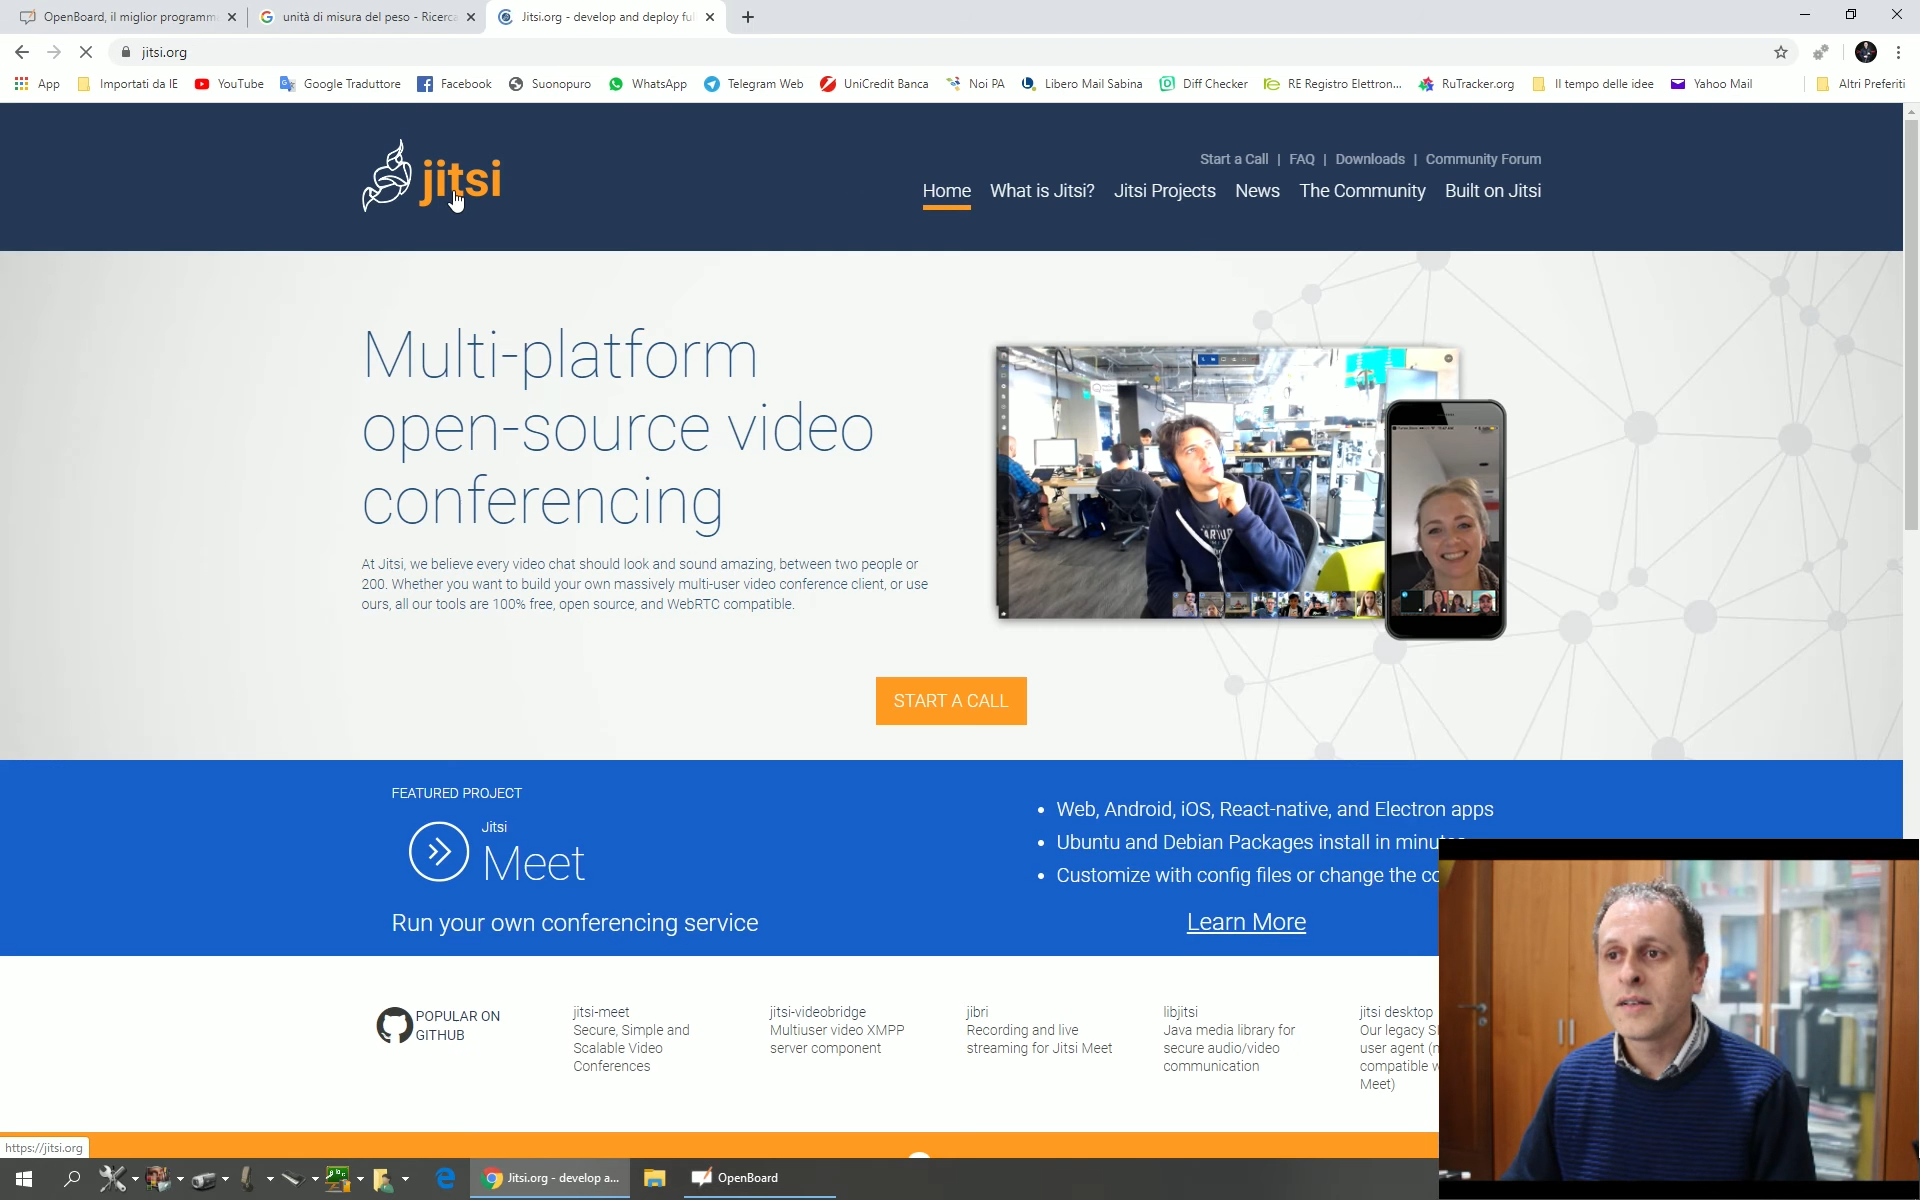 OpenBoard, il miglior programm
unità di misura del peso - Ricerca
Jitsi.org - develop and deploy ful
jitsi.org
App
Importati da IE
YouTube
Google Traduttore
Facebook
Suonopuro
WhatsApp
Telegram Web
UniCredit Banca
Noi PA
Libero Mail Sabina
Diff Checker
RE Registro Elettron...
RuTracker.org
Il tempo delle idee
Yahoo Mail
Altri Preferiti
jitsi
Start a Call | FAQ | Downloads | Community Forum
Home What is Jitsi? Jitsi Projects News The Community Built on Jitsi
Multi-platform
open-source video
conferencing
At Jitsi, we believe every video chat should look and sound amazing, between two people or
200. Whether you want to build your own massively multi-user video conference client, or use
ours, all our tools are 100% free, open source, and WebRTC compatible.
START A CALL
FEATURED PROJECT
Jitsi
Meet
Run your own conferencing service
• Web, Android, iOS, React-native, and Electron apps
• Ubuntu and Debian Packages install in minutes
• Customize with config files or change the co
Learn More
POPULAR ON
GITHUB
jitsi-meet
Secure, Simple and
Scalable Video
Conferences
jitsi-videobridge
Multiuser video XMPP
server component
jibri
Recording and live
streaming for Jitsi Meet
libjitsi
Java media library for
secure audio/video
communication
jitsi desktop
Our legacy SI
user agent (n
compatible w
Meet)
https://jitsi.org
Jitsi.org - develop a...
OpenBoard